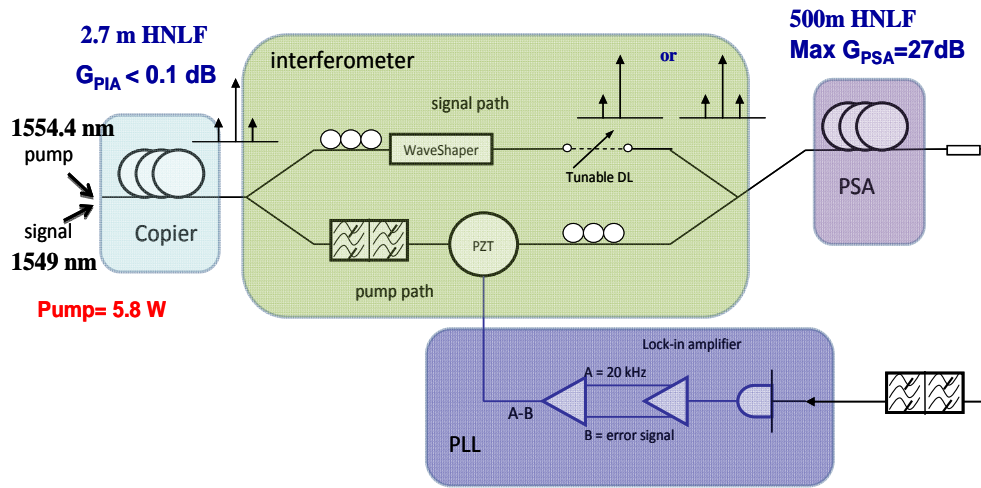 2.7 m HNLF
G_PIA < 0.1 dB
1554.4 nm
pump
signal
1549 nm
Copier
Pump= 5.8 W
interferometer
signal path
or
WaveShaper
Tunable DL
PZT
pump path
500m HNLF
Max G_PSA=27dB
PSA
Lock-in amplifier
A = 20 kHz
A-B
B = error signal
PLL